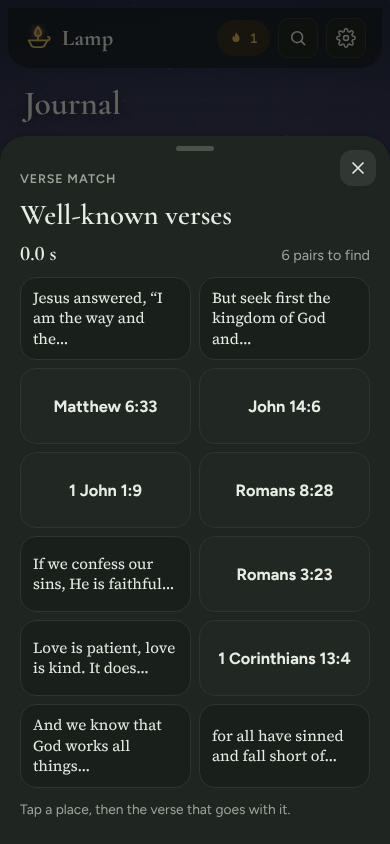 Lamp
1
Journal
VERSE MATCH
Well-known verses
0.0 s
6 pairs to find
Jesus answered, “I
am the way and
the...
But seek first the
kingdom of God
and...
Matthew 6:33
John 14:6
1 John 1:9
Romans 8:28
If we confess our
sins, He is faithful...
Romans 3:23
Love is patient, love
is kind. It does...
1 Corinthians 13:4
And we know that
God works all
things...
for all have sinned
and fall short of...
Tap a place, then the verse that goes with it.